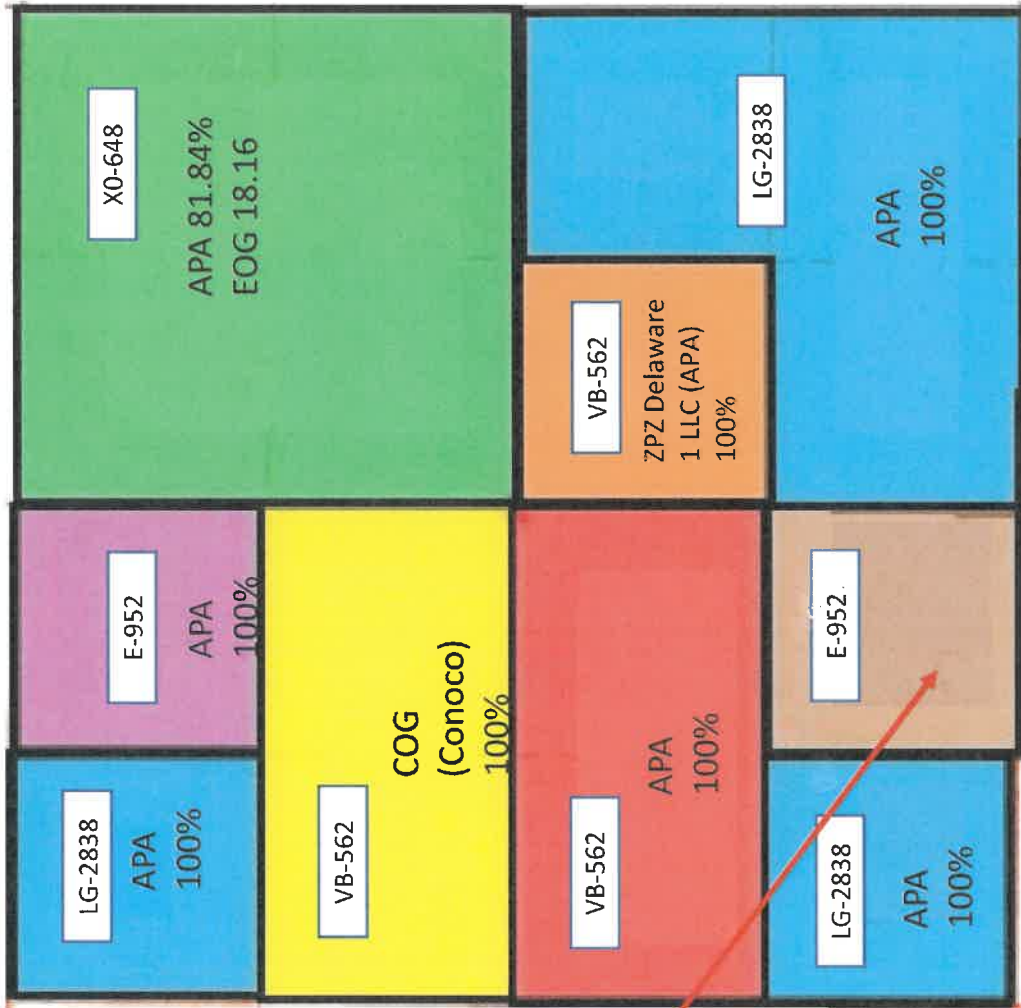 LG-2838
APA
100%
E-952
APA
100%
X0-648
APA 81.84%
EOG 18.16
VB-562
COG
(Conoco)
100%
VB-562
APA
100%
VB-562
ZPZ Delaware
1 LLC (APA)
100%
LG-2838
APA
100%
LG-2838
APA
100%
E-952